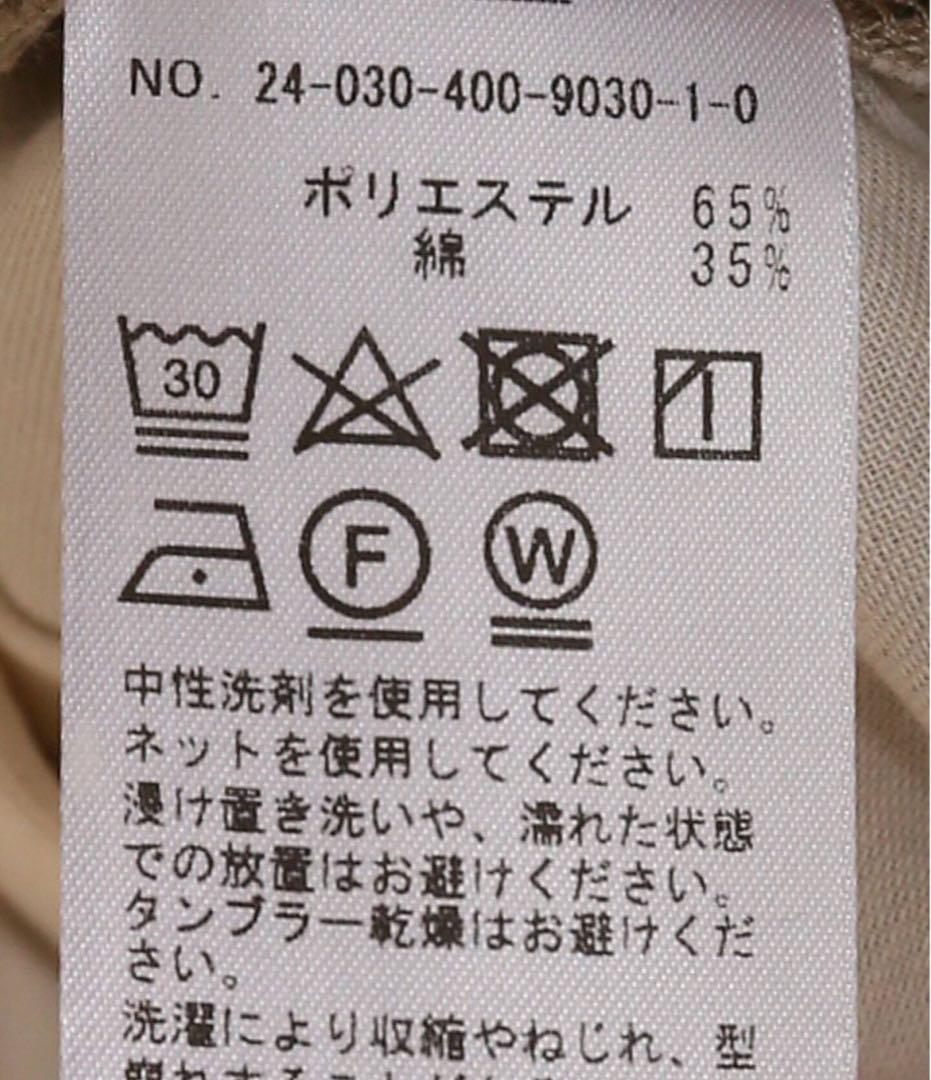 NO. 24-030-400-9030-1-0
ポリエステル 65%
綿 35%
30
F
W
中性洗剤を使用してください。
ネットを使用してください。
浸け置き洗いや、濡れた状態
での放置はお避けください。
タンブラー乾燥はお避けくだ
さい。
洗濯により収縮やねじれ、型